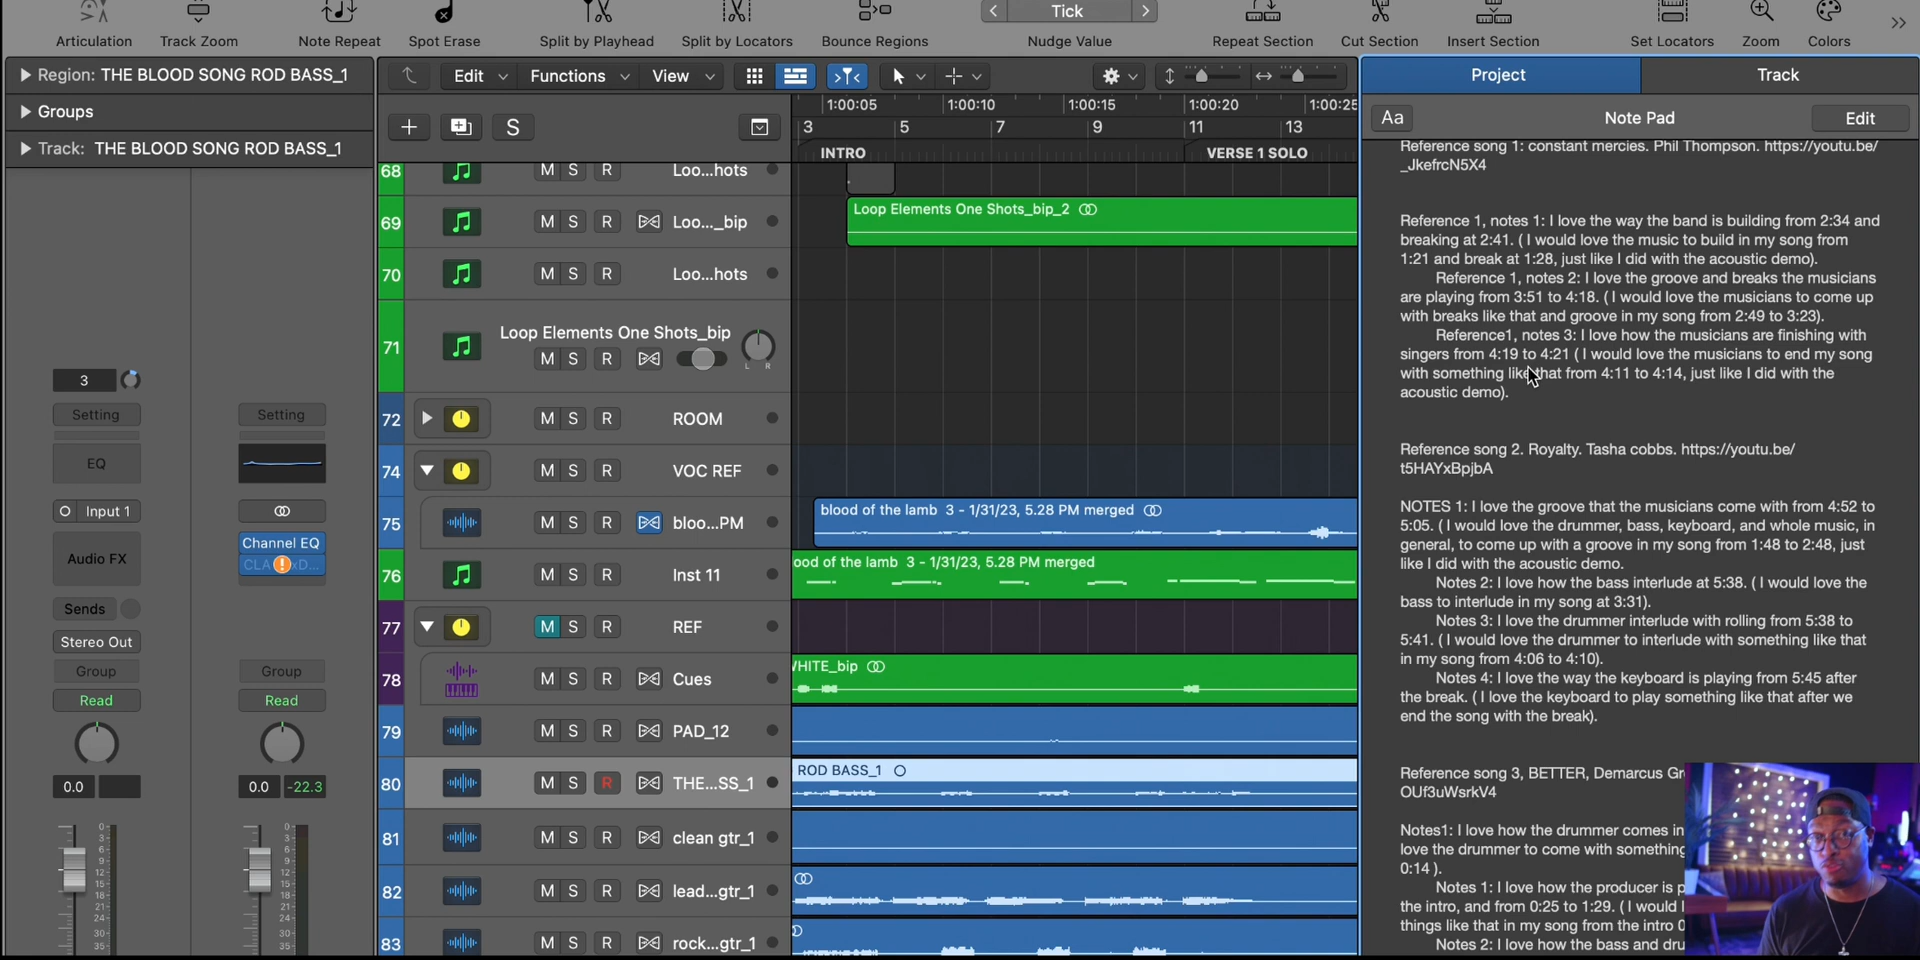 Tick
Articulation
Track Zoom
Note Repeat
Spot Erase
Split by Playhead
Split by Locators
Bounce Regions
Nudge Value
Repeat Section
Cut Section
Insert Section
Set Locators
Zoom
Colors
Region: THE BLOOD SONG ROD BASS_1
Groups
Track: THE BLOOD SONG ROD BASS_1
3
Setting
EQ
Input 1
Audio FX
Sends
Stereo Out
Group
Read
0.0
0-
3
6
9
12
15
18
21
24
30
35
Setting
Channel EQ
Group
Read
0.0 -22.3
0-
3
6
9
12
15
18
21
24
30
35
Edit
Functions
View
S
1:00:05 1:00:10 1:00:15 1:00:20 1:00:25
3 5 7 9 11 13
INTRO VERSE 1 SOLO
68 M S R Loo...hots
69 M S R Loo..._bip
Loop Elements One Shots_bip_2
70 M S R Loo...hots
71 Loop Elements One Shots_bip
M S R
L R
72 M S R ROOM
74 M S R VOC REF
75 M S R bloo...PM
blood of the lamb 3 - 1/31/23, 5.28 PM merged
76 M S R Inst 11
ood of the lamb 3 - 1/31/23, 5.28 PM merged
77 M S R REF
78 M S R Cues
WHITE_bip
79 M S R PAD_12
80 M S R THE...SS_1
ROD BASS_1
81 M S R clean gtr_1
82 M S R lead...gtr_1
83 M S R rock...gtr_1
Project Track
Aa Note Pad Edit
Reference song 1: constant mercies. Phil Thompson. https://youtu.be/
_JkefrcN5X4
Reference 1, notes 1: I love the way the band is building from 2:34 and
breaking at 2:41. ( I would love the music to build in my song from
1:21 and break at 1:28, just like I did with the acoustic demo).
Reference 1, notes 2: I love the groove and breaks the musicians
are playing from 3:51 to 4:18. ( I would love the musicians to come up
with breaks like that and groove in my song from 2:49 to 3:23).
Reference1, notes 3: I love how the musicians are finishing with
singers from 4:19 to 4:21 ( I would love the musicians to end my song
with something like that from 4:11 to 4:14, just like I did with the
acoustic demo).
Reference song 2. Royalty. Tasha cobbs. https://youtu.be/
t5HAYxBpjbA
NOTES 1: I love the groove that the musicians come with from 4:52 to
5:05. ( I would love the drummer, bass, keyboard, and whole music, in
general, to come up with a groove in my song from 1:48 to 2:48, just
like I did with the acoustic demo.
Notes 2: I love how the bass interlude at 5:38. ( I would love the
bass to interlude in my song at 3:31).
Notes 3: I love the drummer interlude with rolling from 5:38 to
5:41. ( I would love the drummer to interlude with something like that
in my song from 4:06 to 4:10).
Notes 4: I love the way the keyboard is playing from 5:45 after
the break. ( I love the keyboard to play something like that after we
end the song with the break).
Reference song 3, BETTER, Demarcus Gr
OUf3uWsrkV4
Notes1: I love how the drummer comes in
love the drummer to come with something
0:14 ).
Notes 1: I love how the producer is p
the intro, and from 0:25 to 1:29. ( I would l
things like that in my song from the intro 0
Notes 2: I love how the bass and dru